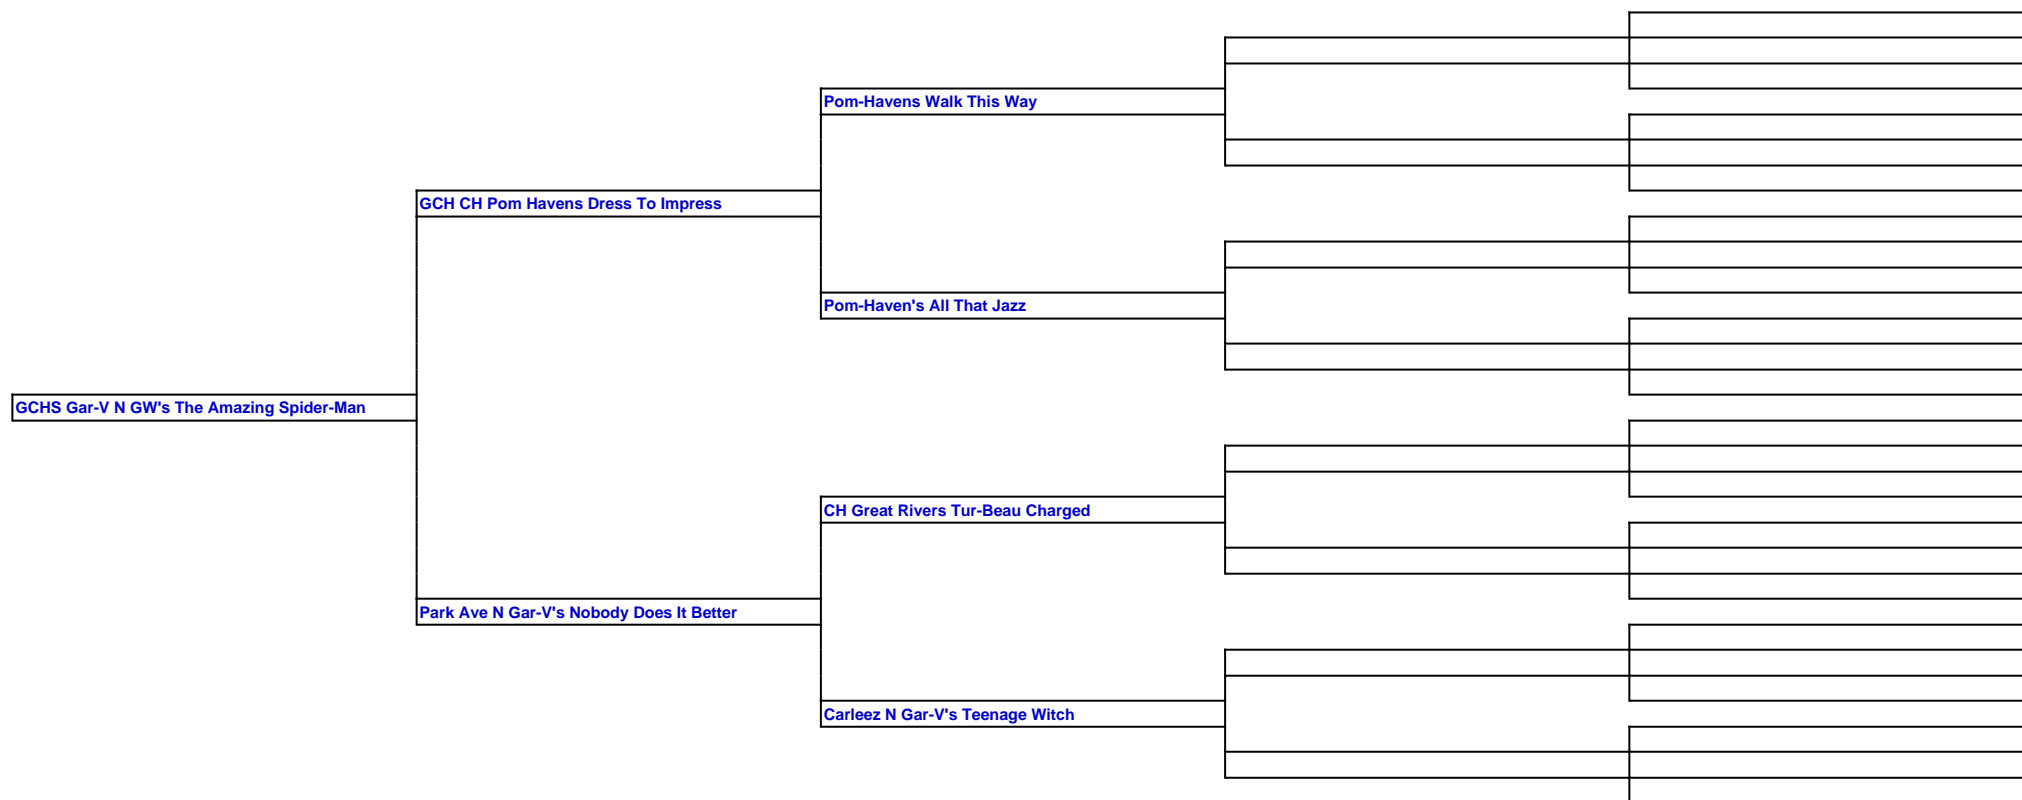 Pom-Havens Walk This Way
GCH CH Pom Havens Dress To Impress
Pom-Haven's All That Jazz
GCHS Gar-V N GW's The Amazing Spider-Man
CH Great Rivers Tur-Beau Charged
Park Ave N Gar-V's Nobody Does It Better
Carleez N Gar-V's Teenage Witch